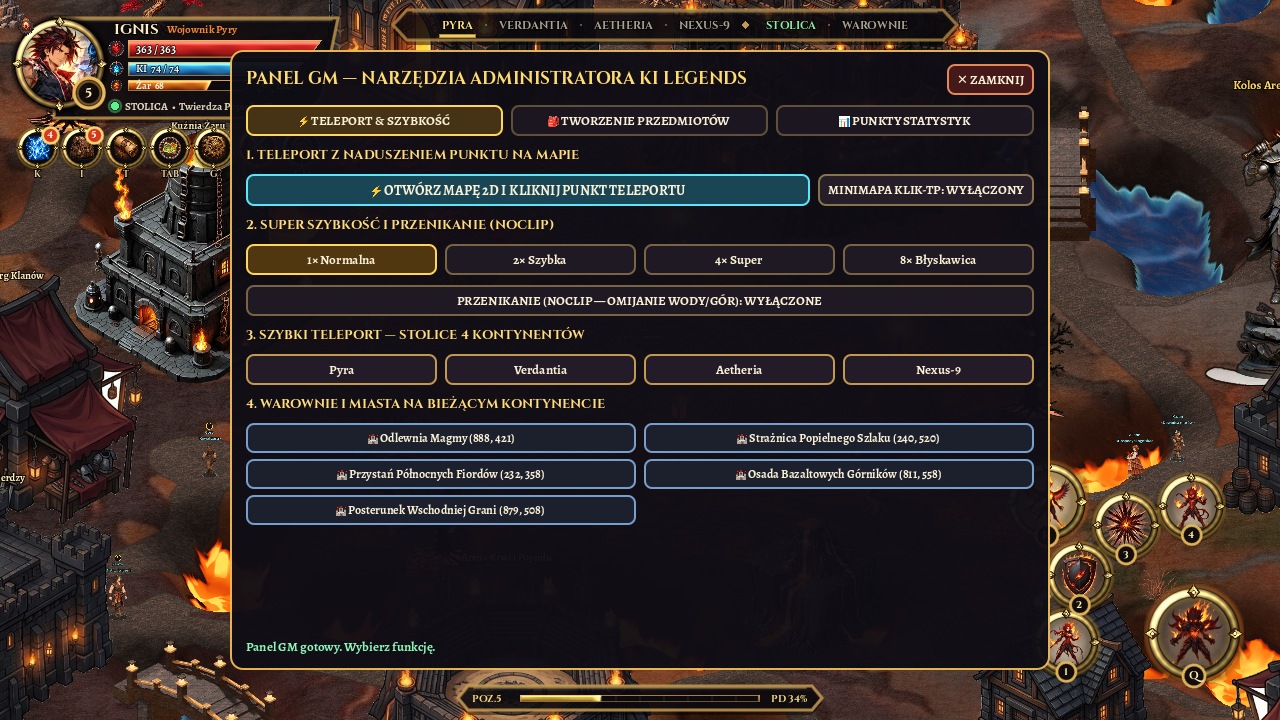 IGNIS Wojownik Pyry
363 / 363
KI 74 / 74
Żar 68
5
STOLICA • Twierdza P
4
5
K
I
T
TAB
G
PYRA · VERDANTIA · AETHERIA · NEXUS-9 ◆ STOLICA · WAROWNIE
Kuźnia Żaru
rg Klanów
erdzy
Kolos Arc
PANEL GM — NARZĘDZIA ADMINISTRATORA KI LEGENDS
✕ ZAMKNIJ
⚡ TELEPORT & SZYBKOŚĆ
🎒 TWORZENIE PRZEDMIOTÓW
📊 PUNKTY STATYSTYK
1. TELEPORT Z NADUSZENIEM PUNKTU NA MAPIE
⚡ OTWÓRZ MAPĘ 2D I KLIKNIJ PUNKT TELEPORTU
MINIMAPA KLIK-TP: WYŁĄCZONY
2. SUPER SZYBKOŚĆ I PRZENIKANIE (NOCLIP)
1× Normalna
2× Szybka
4× Super
8× Błyskawica
PRZENIKANIE (NOCLIP — OMIJANIE WODY/GÓR): WYŁĄCZONE
3. SZYBKI TELEPORT — STOLICE 4 KONTYNENTÓW
Pyra
Verdantia
Aetheria
Nexus-9
4. WAROWNIE I MIASTA NA BIEŻĄCYM KONTYNENCIE
🏰 Odlewnia Magmy (888, 421)
🏰 Strażnica Popielnego Szlaku (240, 520)
🏰 Przystań Północnych Fiordów (232, 358)
🏰 Osada Bazaltowych Górników (811, 558)
🏰 Posterunek Wschodniej Grani (879, 508)
Panel GM gotowy. Wybierz funkcję.
3
4
2
1
Q
POZ.5
PD 34%